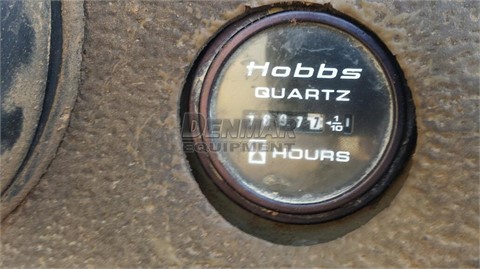 Hobbs
QUARTZ
1/10
DENMAR
EQUIPMENT
HOURS